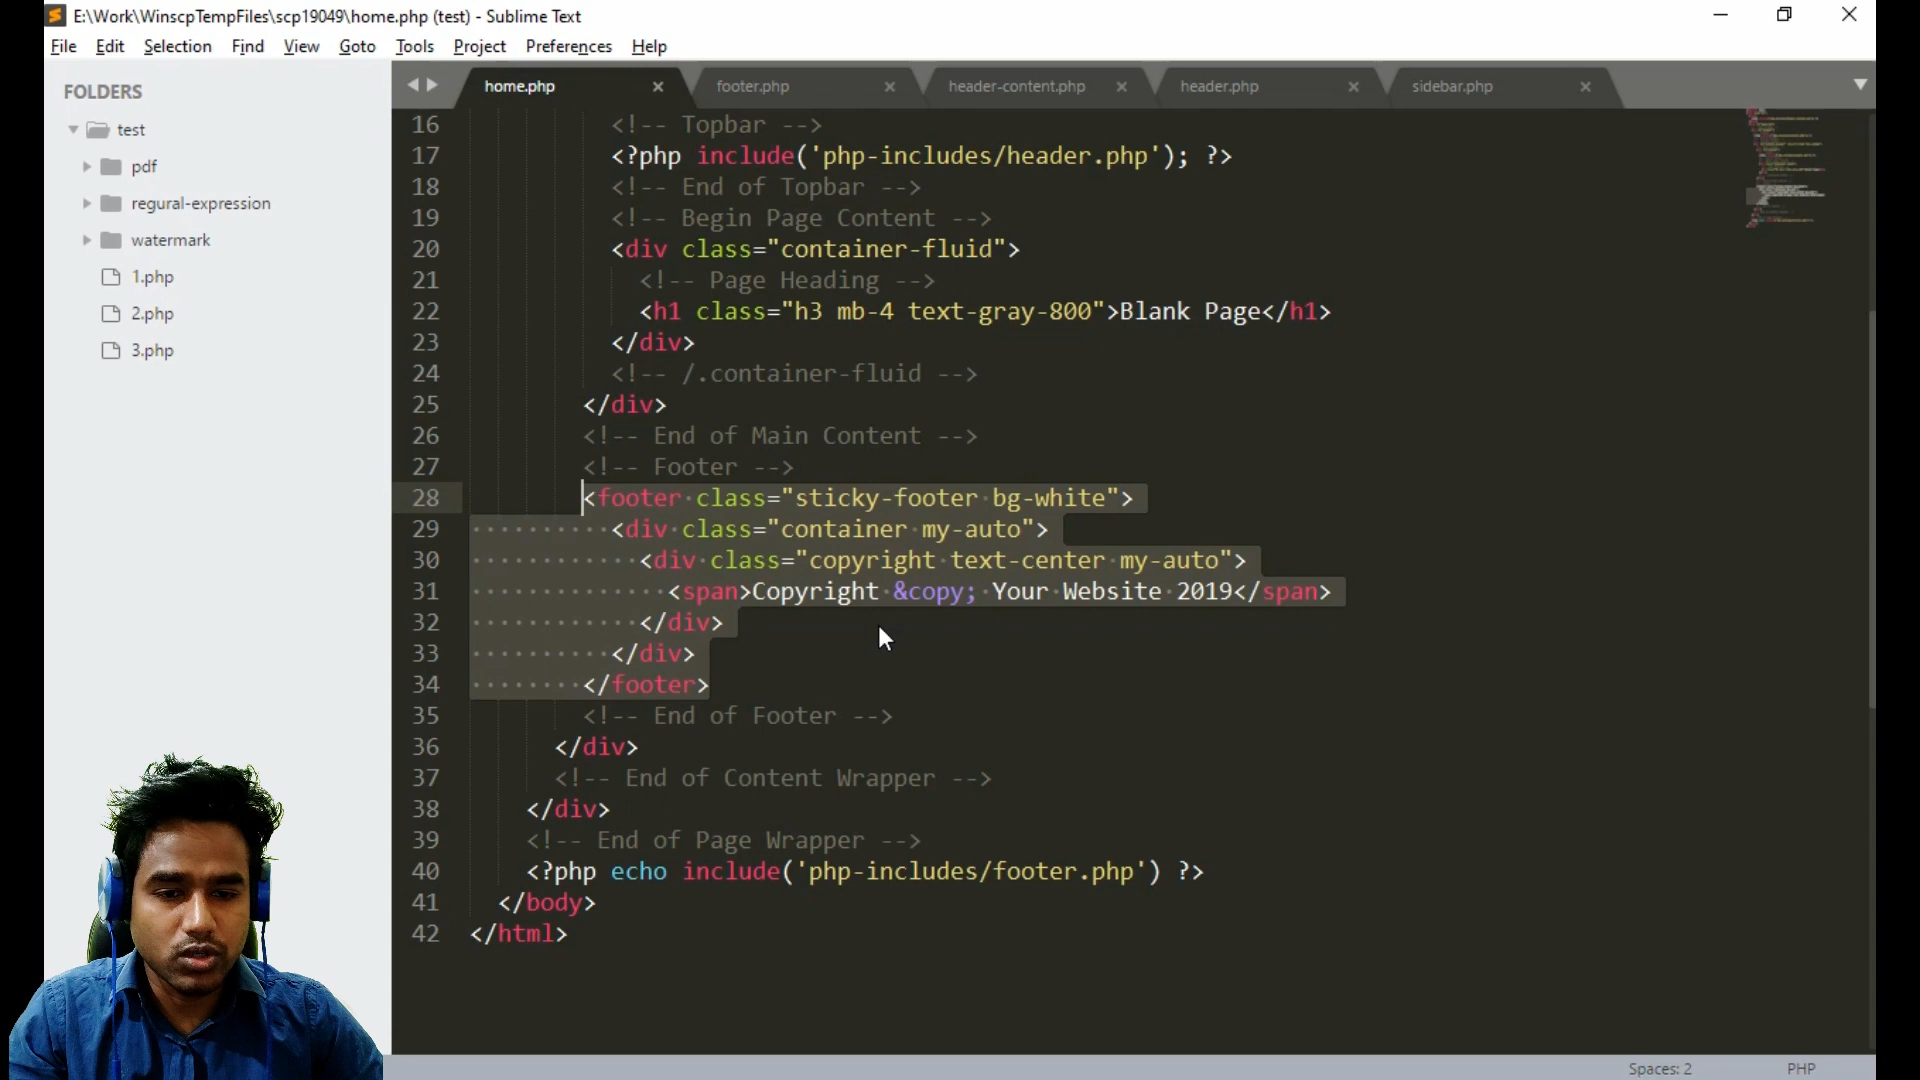 E:\Work\WinscpTempFiles\scp19049\home.php (test) - Sublime Text
File Edit Selection Find View Goto Tools Project Preferences Help
FOLDERS
test
pdf
regural-expression
watermark
1.php
2.php
3.php
home.php footer.php header-content.php header.php sidebar.php
16 <!-- Topbar -->
17 <?php include('php-includes/header.php'); ?>
18 <!-- End of Topbar -->
19 <!-- Begin Page Content -->
20 <div class="container-fluid">
21 <!-- Page Heading -->
22 <h1 class="h3 mb-4 text-gray-800">Blank Page</h1>
23 </div>
24 <!-- /.container-fluid -->
25 </div>
26 <!-- End of Main Content -->
27 <!-- Footer -->
28 <footer class="sticky-footer bg-white">
29 <div class="container my-auto">
30 <div class="copyright text-center my-auto">
31 <span>Copyright &copy; Your Website 2019</span>
32 </div>
33 </div>
34 </footer>
35 <!-- End of Footer -->
36 </div>
37 <!-- End of Content Wrapper -->
38 </div>
39 <!-- End of Page Wrapper -->
40 <?php echo include('php-includes/footer.php') ?>
41 </body>
42 </html>
Spaces: 2 PHP